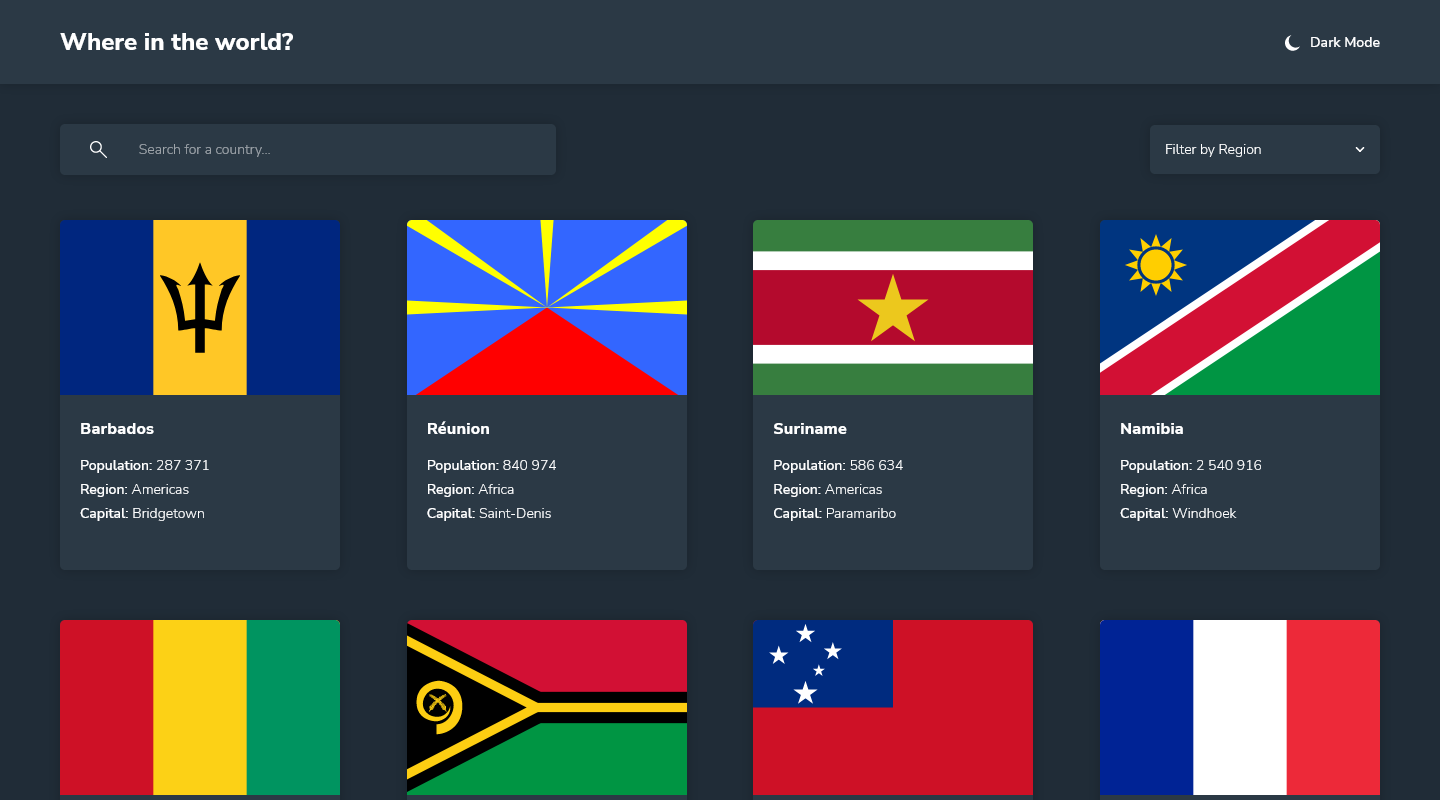 Where in the world?
Dark Mode
Search for a country...
Filter by Region
Barbados
Population: 287 371
Region: Americas
Capital: Bridgetown
Réunion
Population: 840 974
Region: Africa
Capital: Saint-Denis
Suriname
Population: 586 634
Region: Americas
Capital: Paramaribo
Namibia
Population: 2 540 916
Region: Africa
Capital: Windhoek